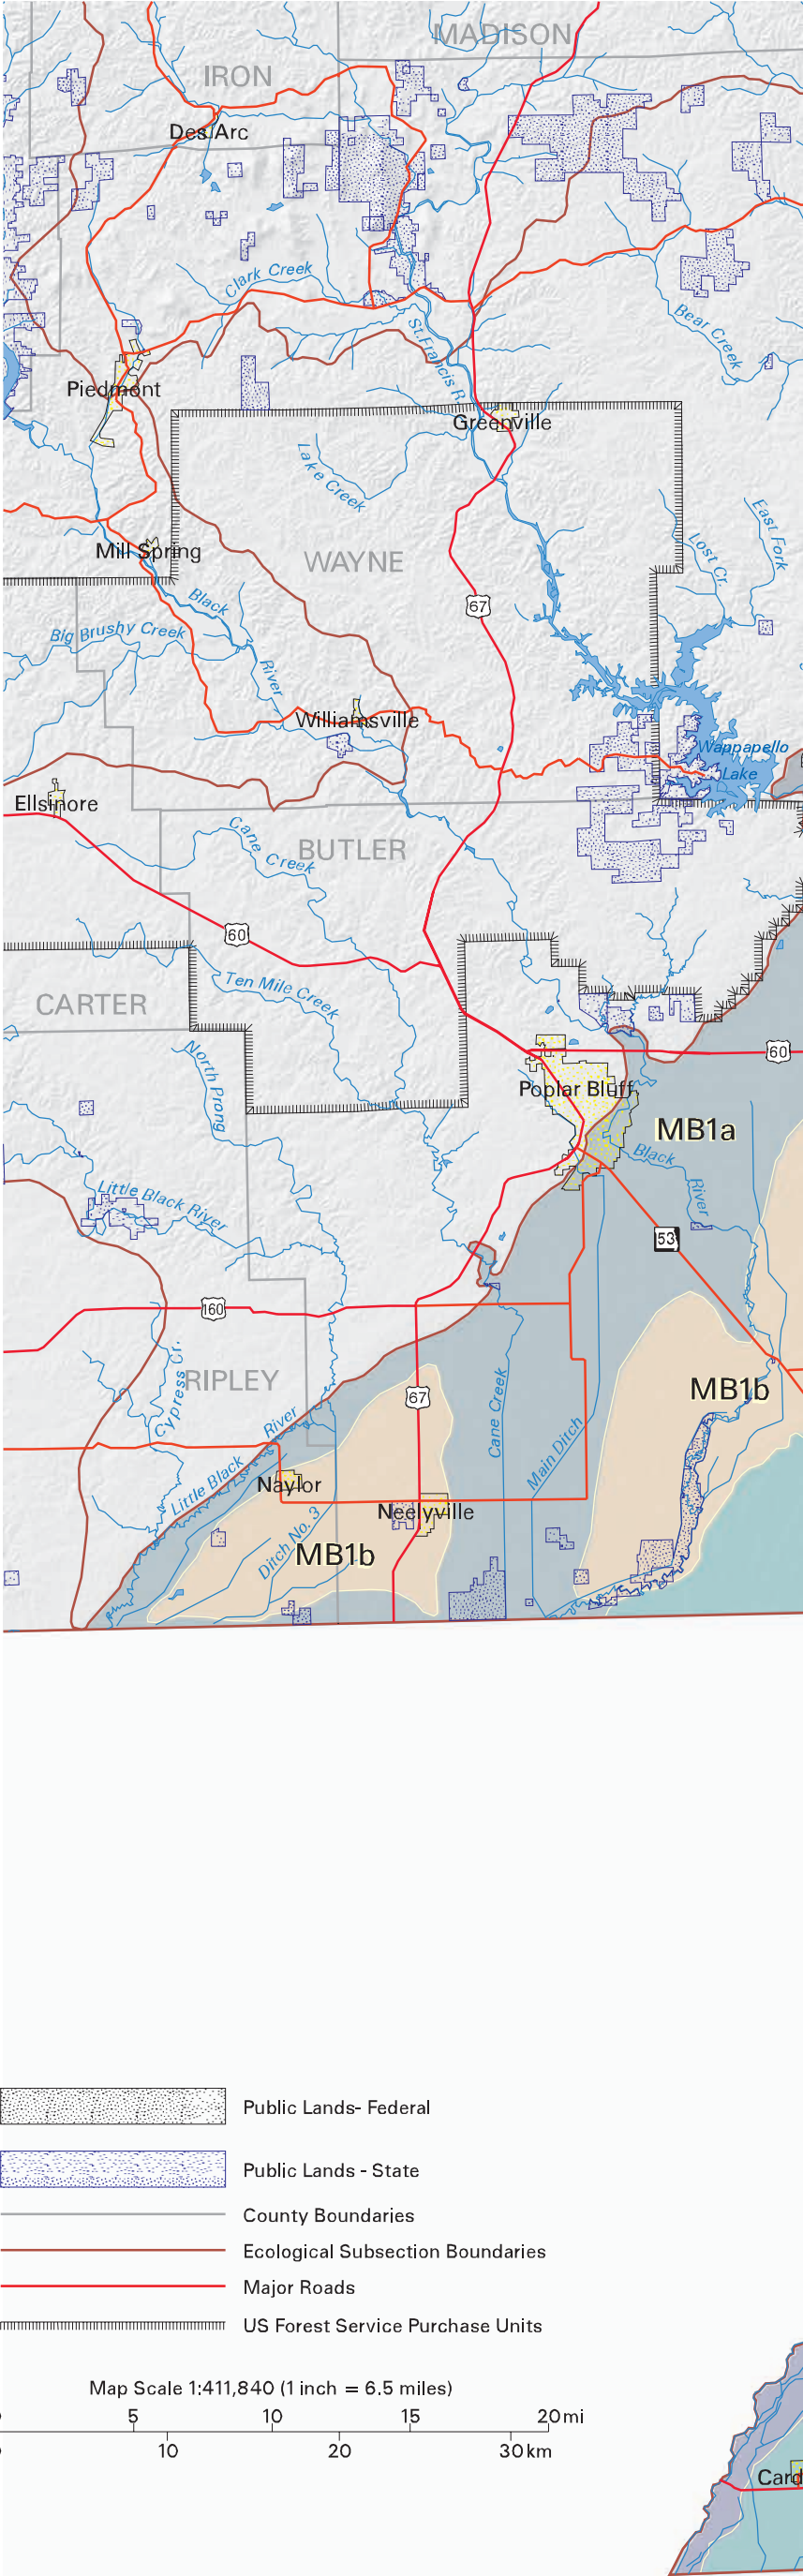 MADISON
IRON
Des Arc
Clark Creek
Bear Creek
St. Francis R.
Piedmont
Greenville
Lake Creek
East Fork
Lost Cr.
Mill Spring
WAYNE
67
Black
River
Big Brushy Creek
Williamsville
Wappapello
Lake
Ellsinore
Cane Creek
BUTLER
60
Ten Mile Creek
CARTER
North Prong
60
Poplar Bluff
MB1a
Black
River
Little Black River
53
160
Cypress Cr.
RIPLEY
67
MB1b
Cane Creek
Main Ditch
Little Black River
Naylor
Neelyville
Ditch No. 3
MB1b
Public Lands- Federal
Public Lands - State
County Boundaries
Ecological Subsection Boundaries
Major Roads
US Forest Service Purchase Units
Map Scale 1:411,840 (1 inch = 6.5 miles)
5 10 15 20 mi
10 20 30 km
Card